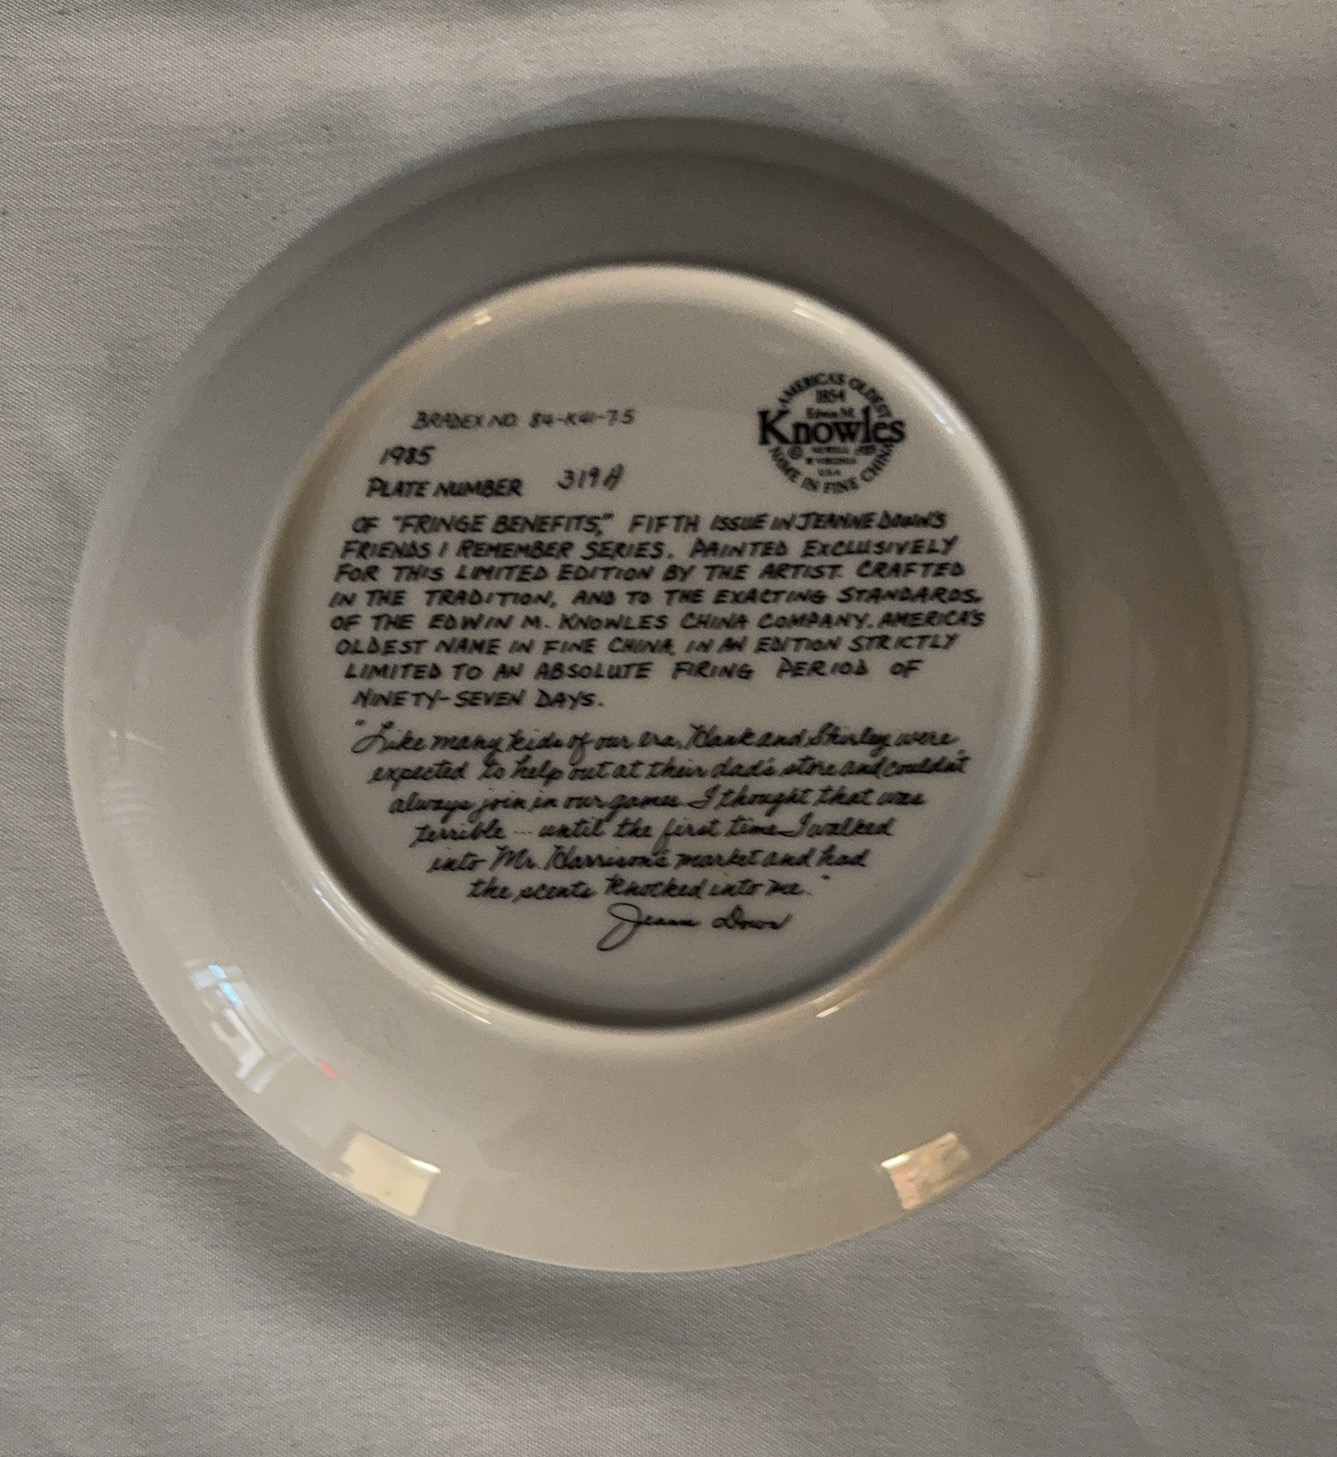 BRADEX NO. 84-K41-7.5
1985
PLATE NUMBER 319A
AMERICA'S OLDEST
1854
Edwin M.
Knowles
NEWELL
W VIRGINIA
USA
NAME IN FINE CHINA
OF "FRINGE BENEFITS," FIFTH ISSUE IN JEANNE DOWN'S
FRIENDS I REMEMBER SERIES. PAINTED EXCLUSIVELY
FOR THIS LIMITED EDITION BY THE ARTIST. CRAFTED
IN THE TRADITION, AND TO THE EXACTING STANDARDS,
OF THE EDWIN M. KNOWLES CHINA COMPANY. AMERICA'S
OLDEST NAME IN FINE CHINA, IN AN EDITION STRICTLY
LIMITED TO AN ABSOLUTE FIRING PERIOD OF
NINETY-SEVEN DAYS.
"Like many kids of our era, Hank and Shirley were
expected to help out at their dad's store and couldn't
always join in our games. I thought that was
terrible ... until the first time I walked
into Mr. Harrison's market and had
the scents knocked into me."
Jeanne Down